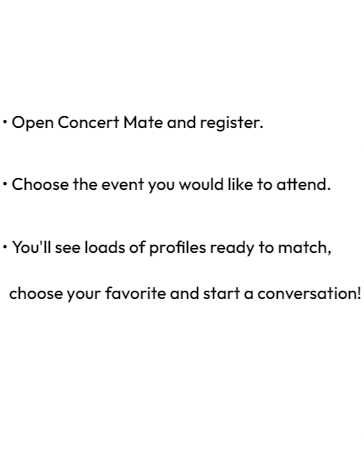 • Open Concert Mate and register.
• Choose the event you would like to attend.
• You'll see loads of profiles ready to match,
choose your favorite and start a conversation!